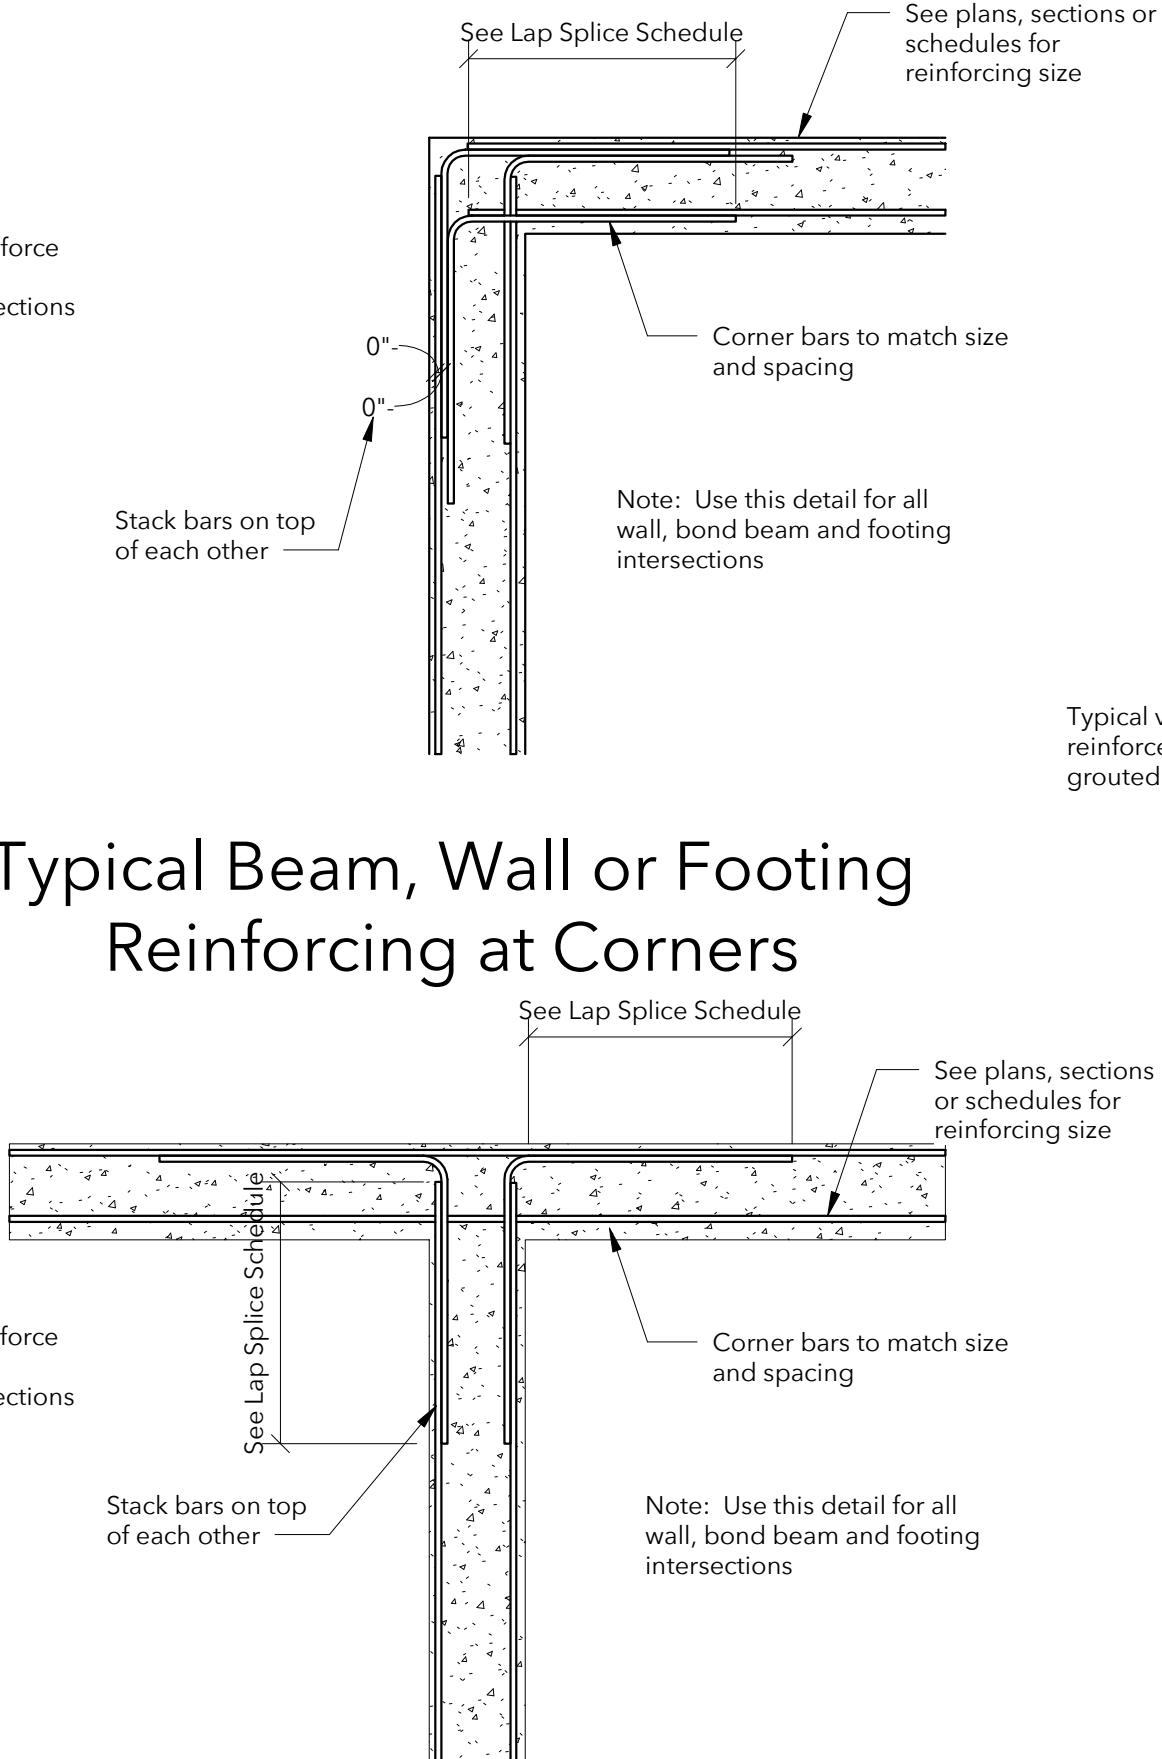 See Lap Splice Schedule
See plans, sections or
schedules for
reinforcing size
force
ections
0"
0"
Corner bars to match size
and spacing
Stack bars on top
of each other
Note:  Use this detail for all
wall, bond beam and footing
intersections
Typical
reinforce
grouted
Typical Beam, Wall or Footing
Reinforcing at Corners
See Lap Splice Schedule
See plans, sections
or schedules for
reinforcing size
See Lap Splice Schedule
force
ections
Corner bars to match size
and spacing
Stack bars on top
of each other
Note:  Use this detail for all
wall, bond beam and footing
intersections